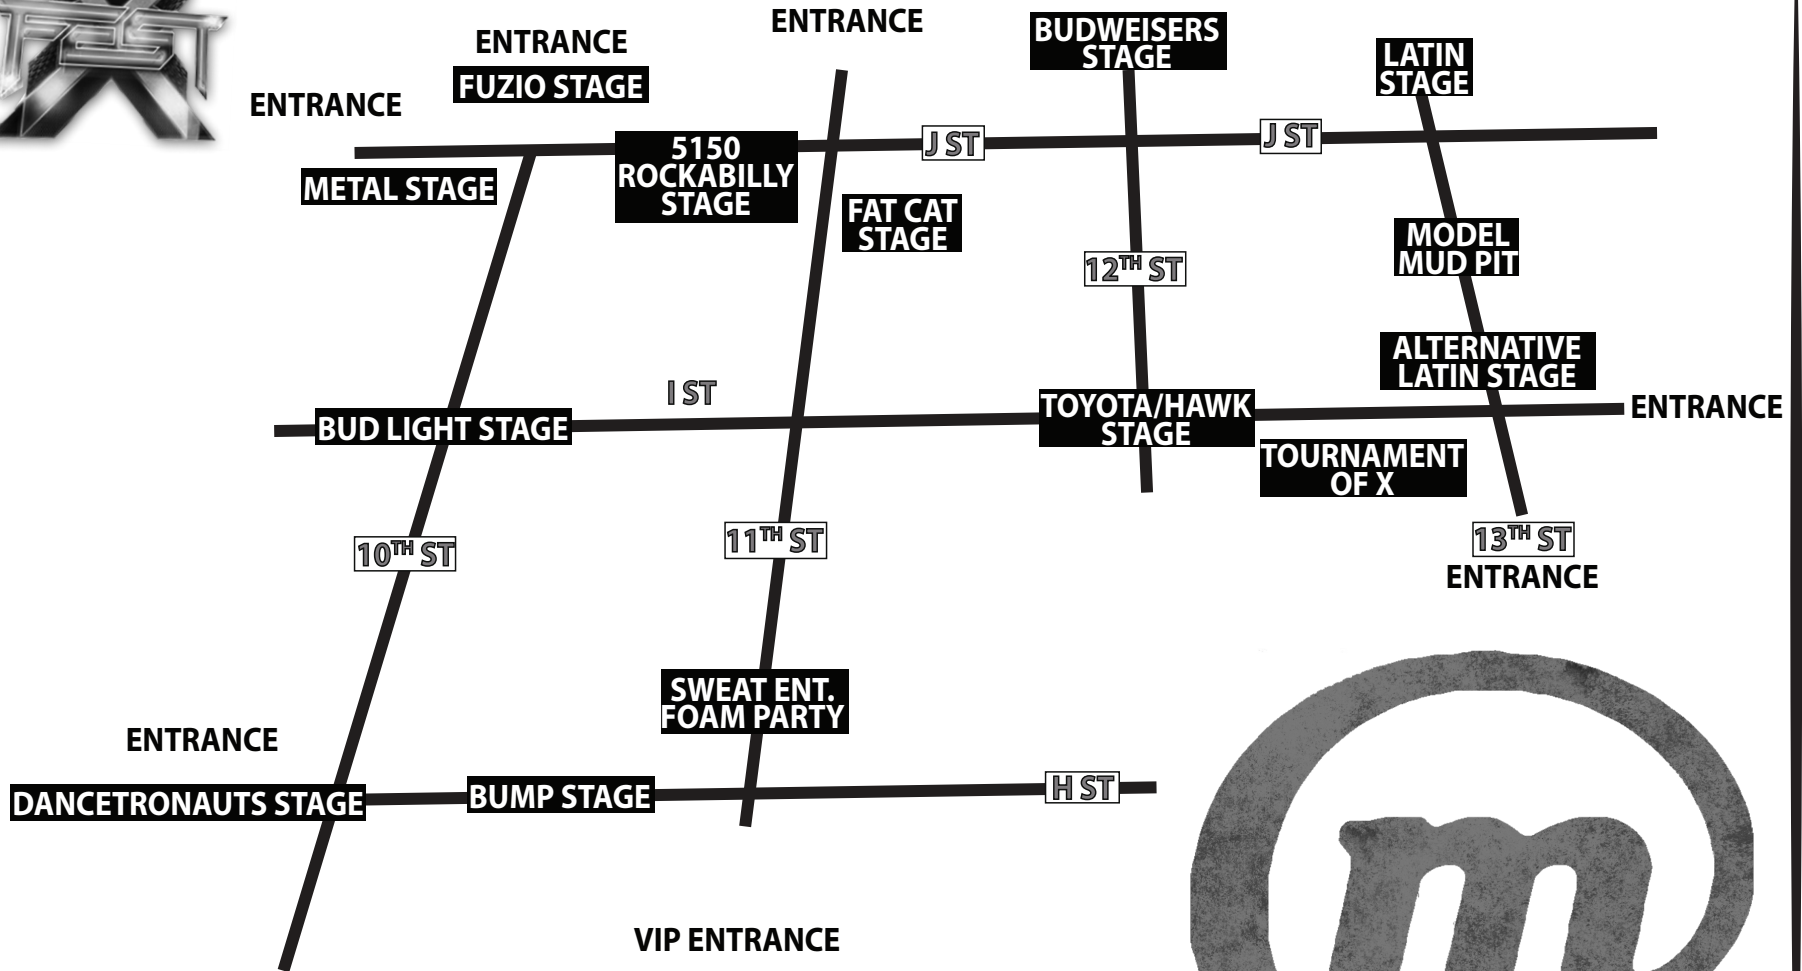 FEST
ENTRANCE
ENTRANCE
FUZIO STAGE
ENTRANCE
BUDWEISERS
STAGE
LATIN
STAGE
METAL STAGE
5150
ROCKABILLY
STAGE
J ST
J ST
FAT CAT
STAGE
12TH ST
MODEL
MUD PIT
ALTERNATIVE
LATIN STAGE
I ST
BUD LIGHT STAGE
TOYOTA/HAWK
STAGE
ENTRANCE
TOURNAMENT
OF X
10TH ST
11TH ST
13TH ST
ENTRANCE
SWEAT ENT.
FOAM PARTY
ENTRANCE
DANCETRONAUTS STAGE
BUMP STAGE
H ST
VIP ENTRANCE
m